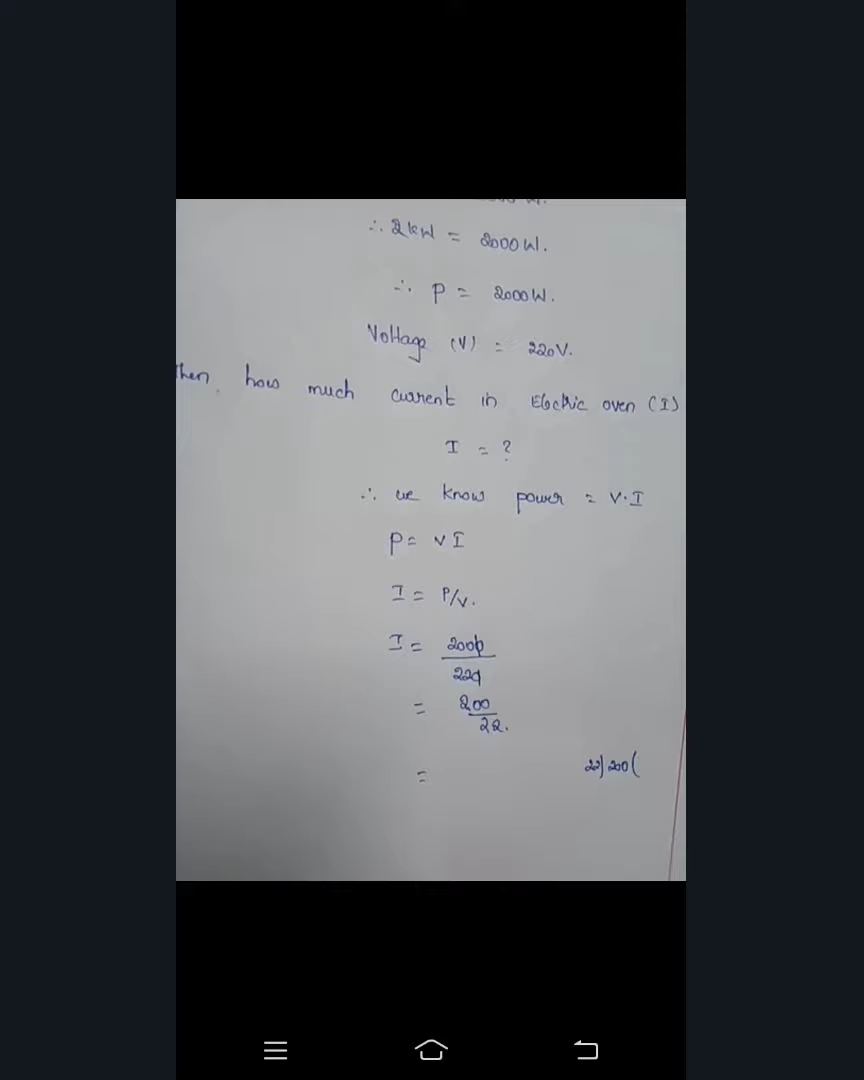 ∴ 2kW = 2000W.
∴ P = 2000W.
Voltage (V) = 220V.
then, how much current in Electric oven (I)
I = ?
∴ we know power = V·I
P = VI
I = P/V.
I = 2000/220
= 200/22.
=
22)200(